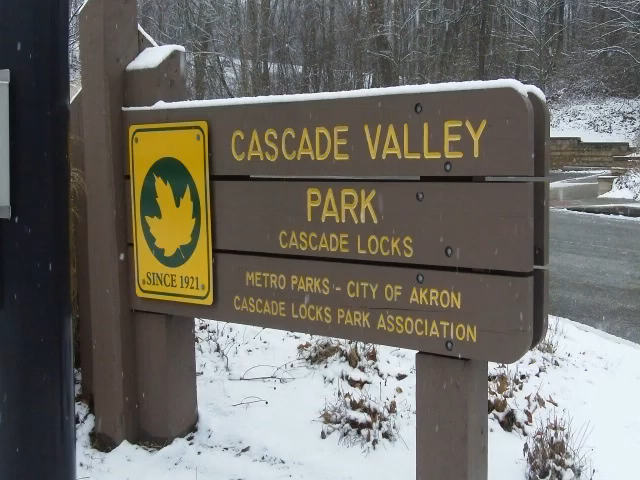 CASCADE VALLEY
PARK
CASCADE LOCKS
METRO PARKS - CITY OF AKRON
CASCADE LOCKS PARK ASSOCIATION
SINCE 1921